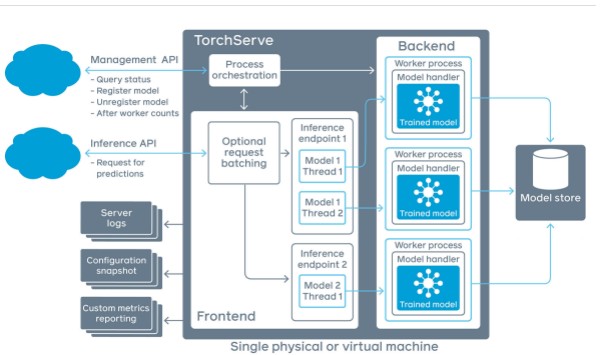 TorchServe
Backend
Management API
- Query status
- Register model
- Unregister model
- After worker counts
Process
orchestration
Worker process
Model handler
Trained model
Inference API
- Request for
predictions
Optional
request
batching
Inference
endpoint 1
Model 1
Thread 1
Model 1
Thread 2
Worker process
Model handler
Trained model
Model store
Server
logs
Configuration
snapshot
Custom metrics
reporting
Inference
endpoint 2
Model 2
Thread 1
Worker process
Model handler
Trained model
Frontend
Single physical or virtual machine